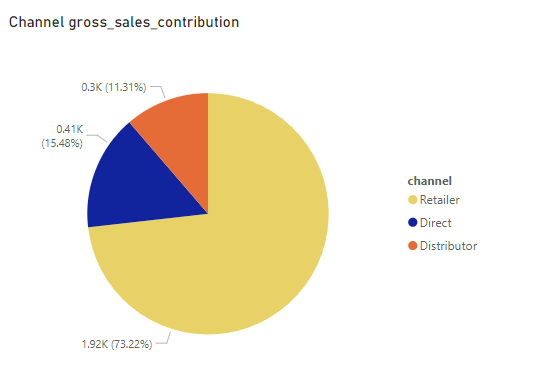 Channel gross_sales_contribution
0.3K (11.31%)
0.41K
(15.48%)
1.92K (73.22%)
channel
Retailer
Direct
Distributor